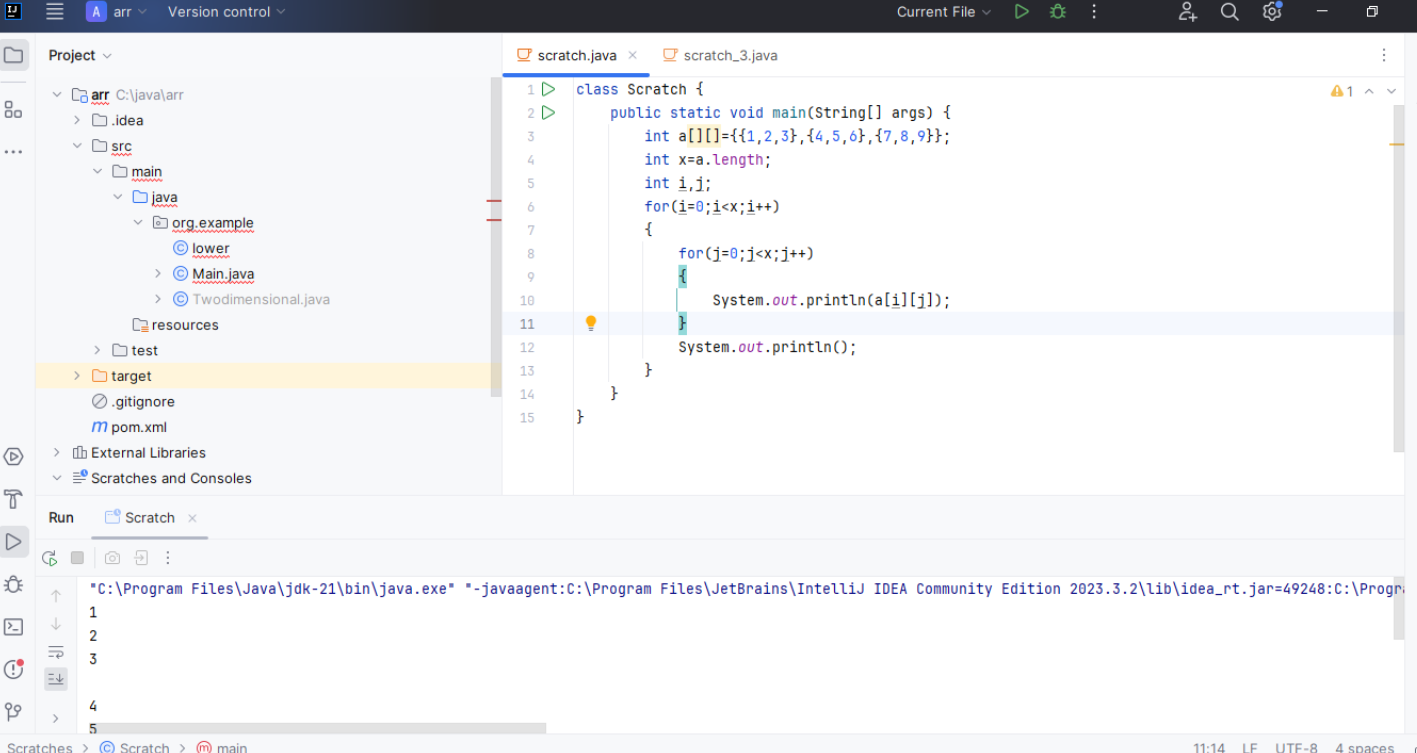 A arr Version control Current File
Project
scratch.java
scratch_3.java
arr C:\java\arr
.idea
src
main
java
org.example
lower
Main.java
Twodimensional.java
resources
test
target
.gitignore
pom.xml
External Libraries
Scratches and Consoles
1 class Scratch {
2 public static void main(String[] args) {
3 int a[][]={{1,2,3},{4,5,6},{7,8,9}};
4 int x=a.length;
5 int i,j;
6 for(i=0;i<x;i++)
7 {
8 for(j=0;j<x;j++)
9 {
10 System.out.println(a[i][j]);
11 }
12 System.out.println();
13 }
14 }
15 }
1
Run Scratch
"C:\Program Files\Java\jdk-21\bin\java.exe" "-javaagent:C:\Program Files\JetBrains\IntelliJ IDEA Community Edition 2023.3.2\lib\idea_rt.jar=49248:C:\Progr
1
2
3
4
5
Scratches > Scratch > main 11:14 LF UTF-8 4 spaces